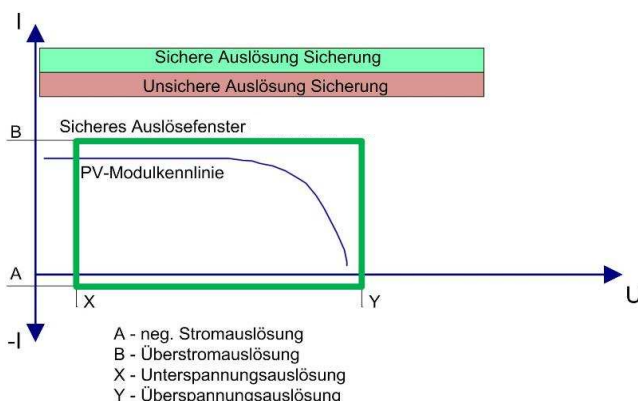 I
Sichere Auslösung Sicherung
Unsichere Auslösung Sicherung
Sicheres Auslösefenster
B
PV-Modulkennlinie
A
X
Y
U
-I
A - neg. Stromauslösung
B - Überstromauslösung
X - Unterspannungsauslösung
Y - Überspannungsauslösung